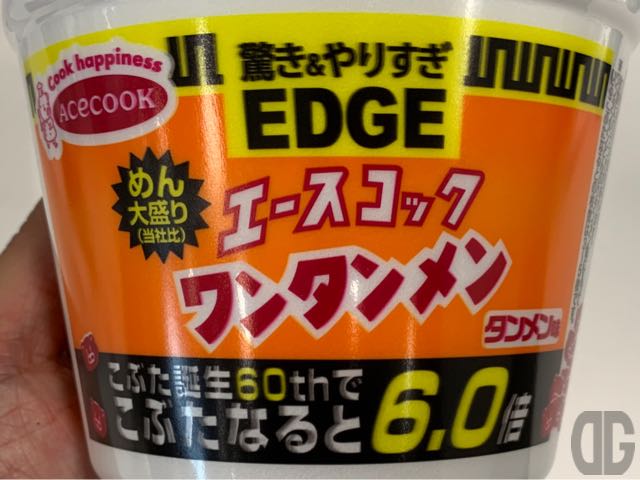 Cook happiness
ACECOOK
驚き&やりすぎ
EDGE
めん
大盛り
(当社比)
エースコック
ワンタンメン
タンメン味
こぶた誕生60thで
こぶたなると6.0倍
DG